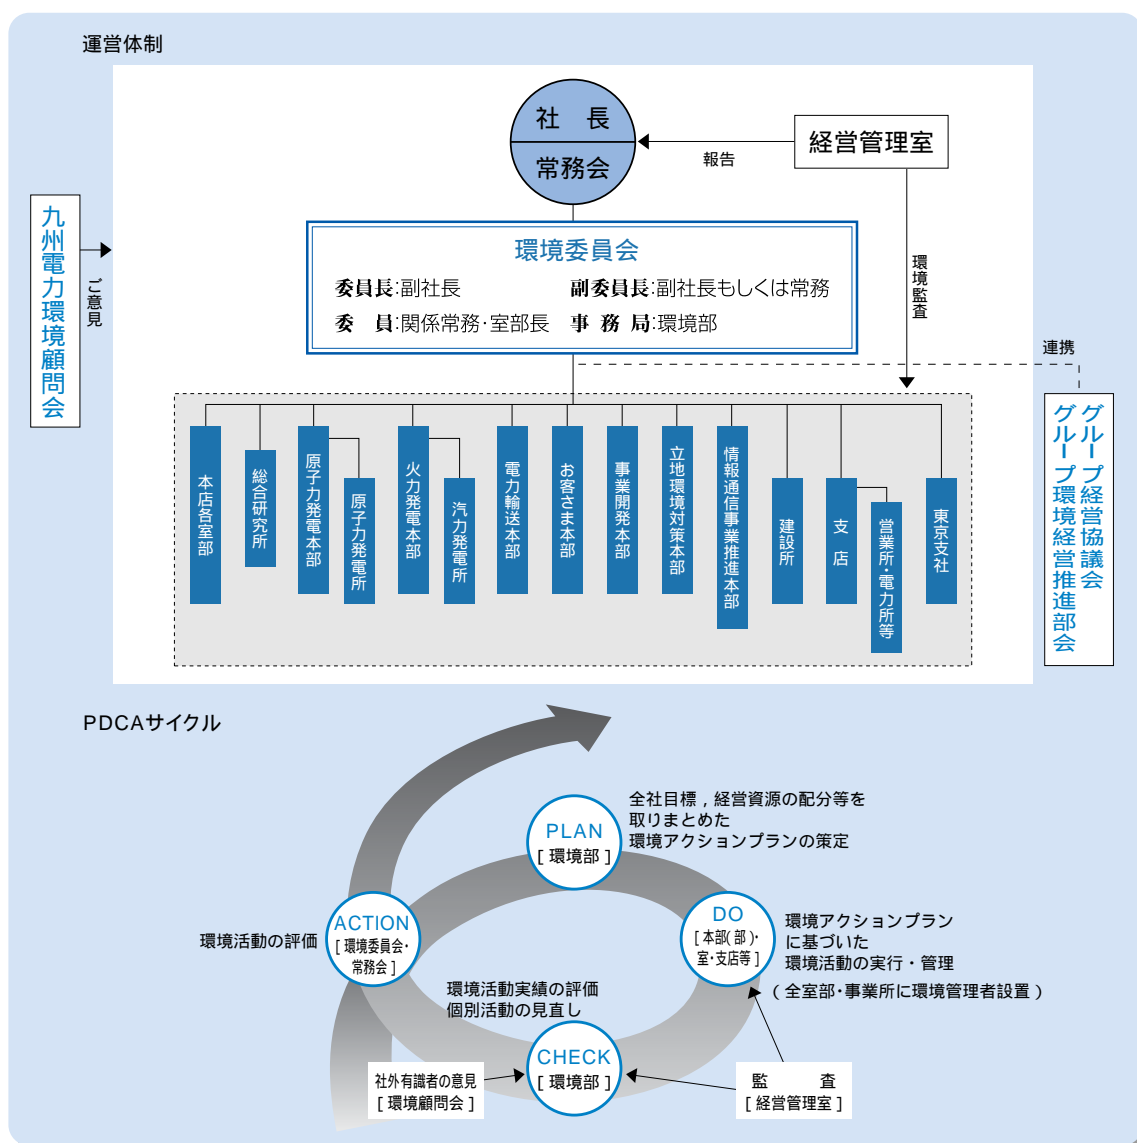 運営体制
社 長
常務会
報告
経営管理室
環境監査
九州電力環境顧問会
ご意見
環境委員会
委員長:副社長 副委員長:副社長もしくは常務
委 員:関係常務・室部長 事 務 局:環境部
連携
グループ経営協議会
グループ環境経営推進部会
本店各室部
総合研究所
原子力発電本部
原子力発電所
火力発電本部
汽力発電所
電力輸送本部
お客さま本部
事業開発本部
立地環境対策本部
情報通信事業推進本部
建設所
支 店
営業所・電力所等
東京支社
PDCAサイクル
PLAN
[ 環境部 ]
全社目標，経営資源の配分等を
取りまとめた
環境アクションプランの策定
DO
[ 本部(部)・
室・支店等 ]
環境アクションプラン
に基づいた
環境活動の実行・管理
( 全室部・事業所に環境管理者設置 )
ACTION
[ 環境委員会・
常務会 ]
環境活動の評価
環境活動実績の評価
個別活動の見直し
CHECK
[ 環境部 ]
社外有識者の意見
[ 環境顧問会 ]
監 査
[ 経営管理室 ]